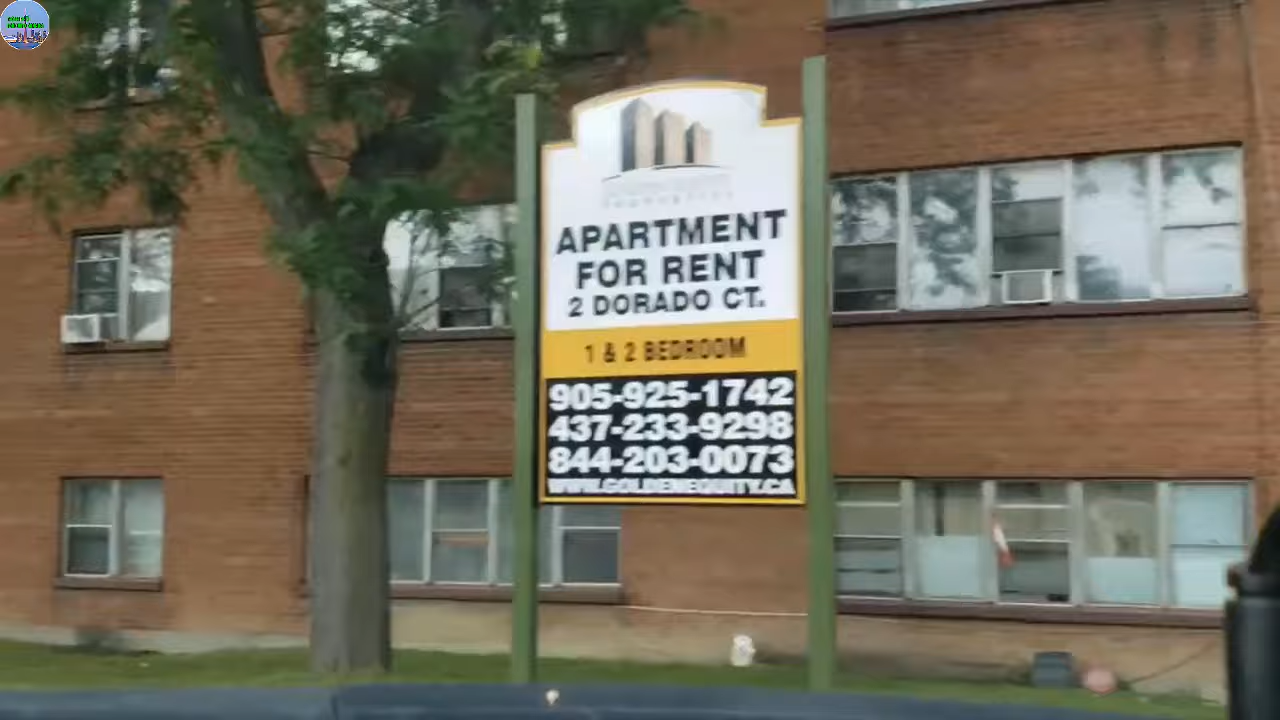 APARTMENT
FOR RENT
2 DORADO CT.
1 & 2 BEDROOM
905-925-1742
437-233-9298
844-203-0073
WWW.GOLDENEQUITY.CA